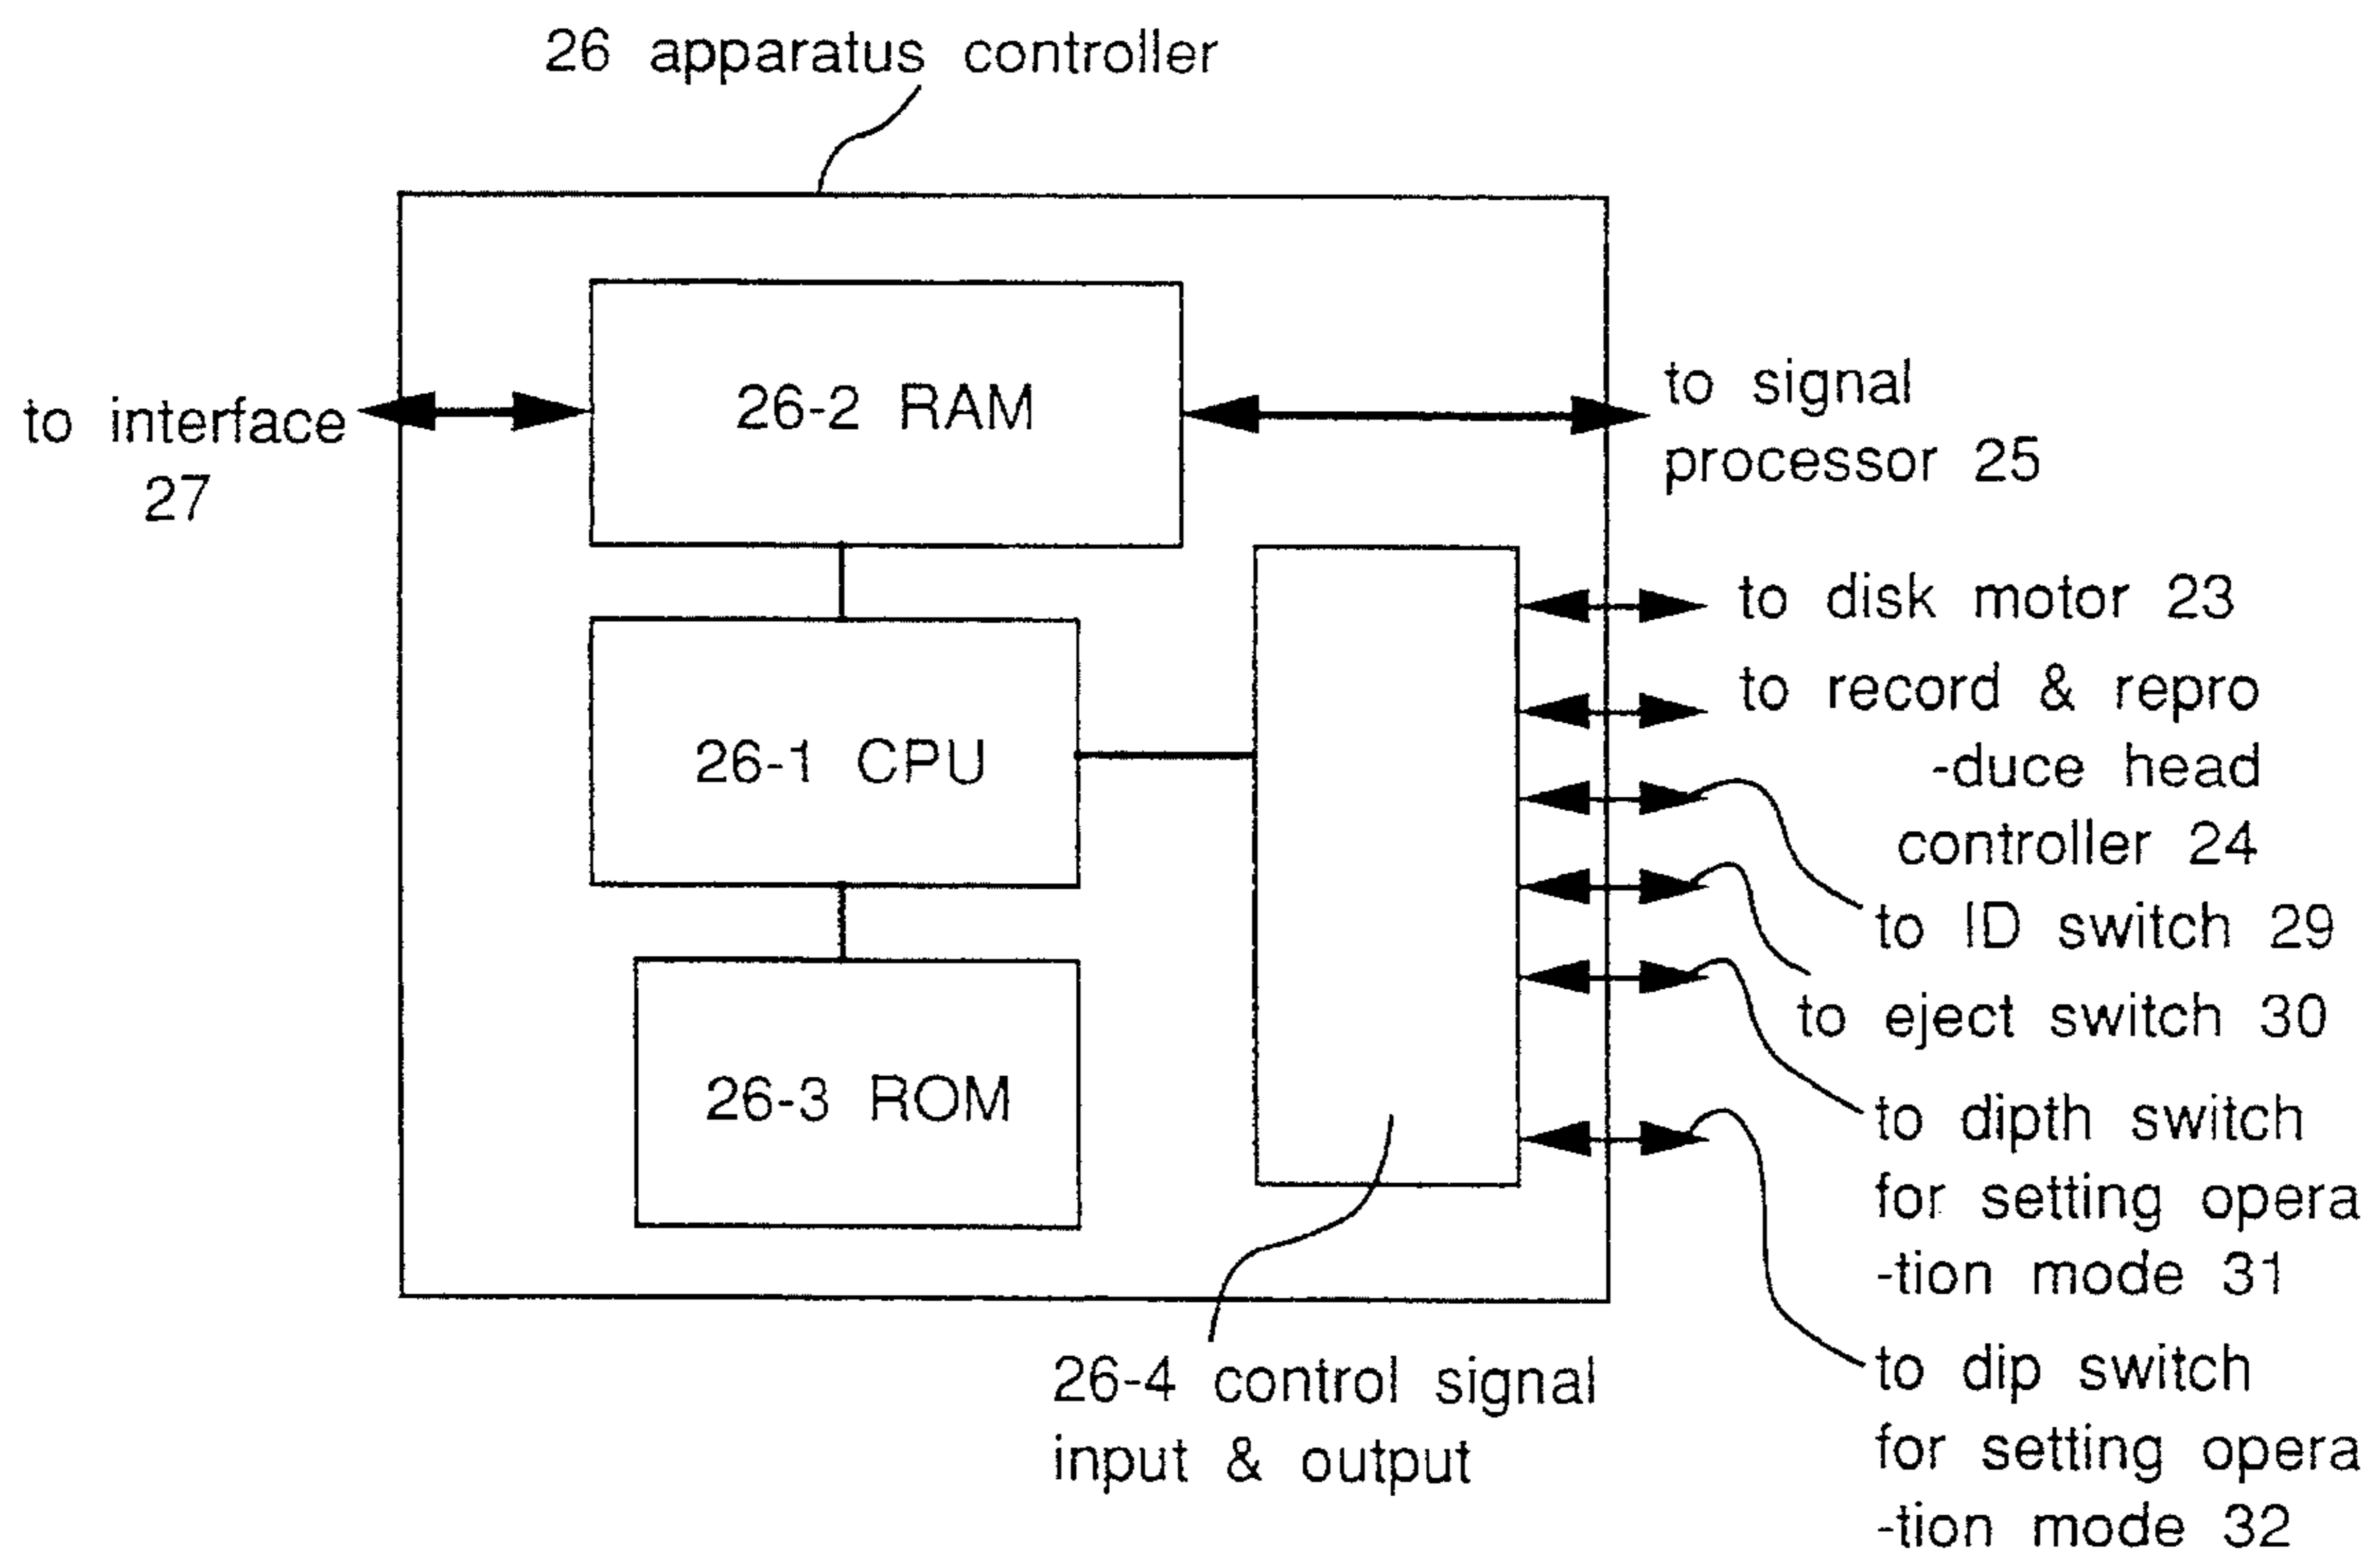 26 apparatus controller
26-2 RAM
to interface
27
to signal
processor 25
26-1 CPU
26-3 ROM
to disk motor 23
to record & repro
-duce head
controller 24
to ID switch 29
to eject switch 30
to dipth switch
for setting opera
-tion mode 31
to dip switch
for setting opera
-tion mode 32
26-4 control signal
input & output